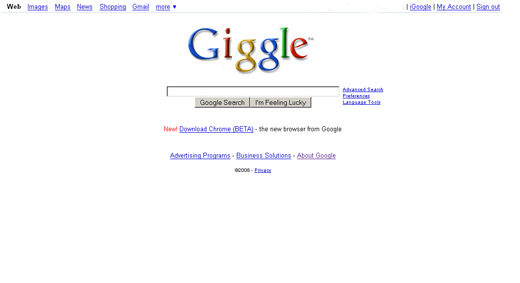 Web Images Maps News Shopping Gmail more ▼ | iGoogle | My Account | Sign out
Giggle™
Advanced Search
Preferences
Language Tools
Google Search I'm Feeling Lucky
New! Download Chrome (BETA) - the new browser from Google
Advertising Programs - Business Solutions - About Google
©2008 - Privacy